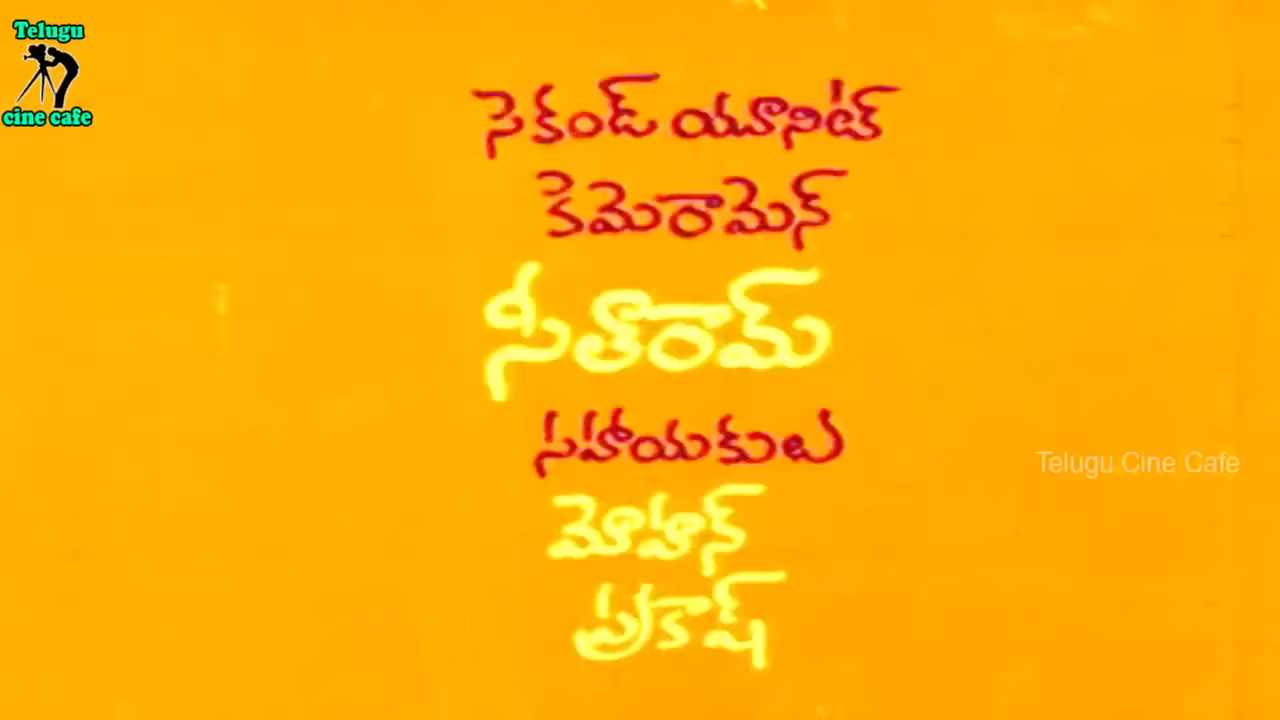 Telugu
cine cafe
సెకండ్ యూనిట్
కెమెరామెన్
సీతారామ్
సహాయకులు
Telugu Cine Cafe
మోహన్
ప్రకాష్